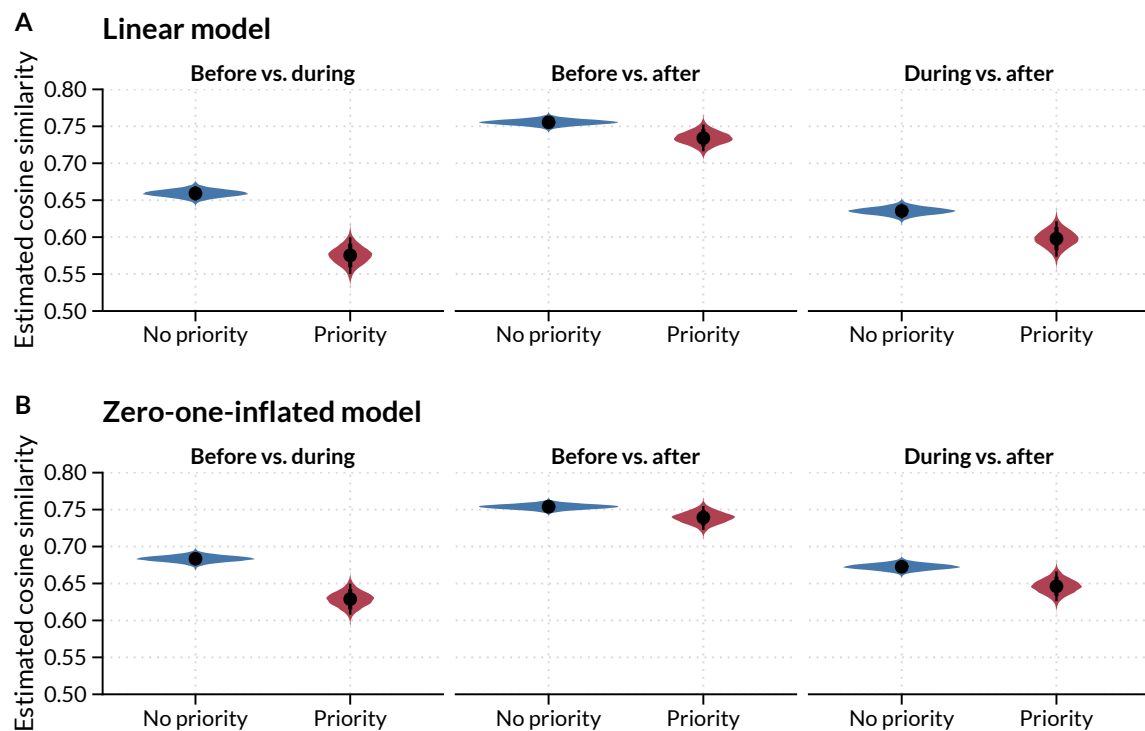 A
Linear model
Estimated cosine similarity
Before vs. during
Before vs. after
During vs. after
0.80
0.75
0.70
0.65
0.60
0.55
0.50
No priority
Priority
No priority
Priority
No priority
Priority
B
Zero-one-inflated model
Estimated cosine similarity
Before vs. during
Before vs. after
During vs. after
0.80
0.75
0.70
0.65
0.60
0.55
0.50
No priority
Priority
No priority
Priority
No priority
Priority